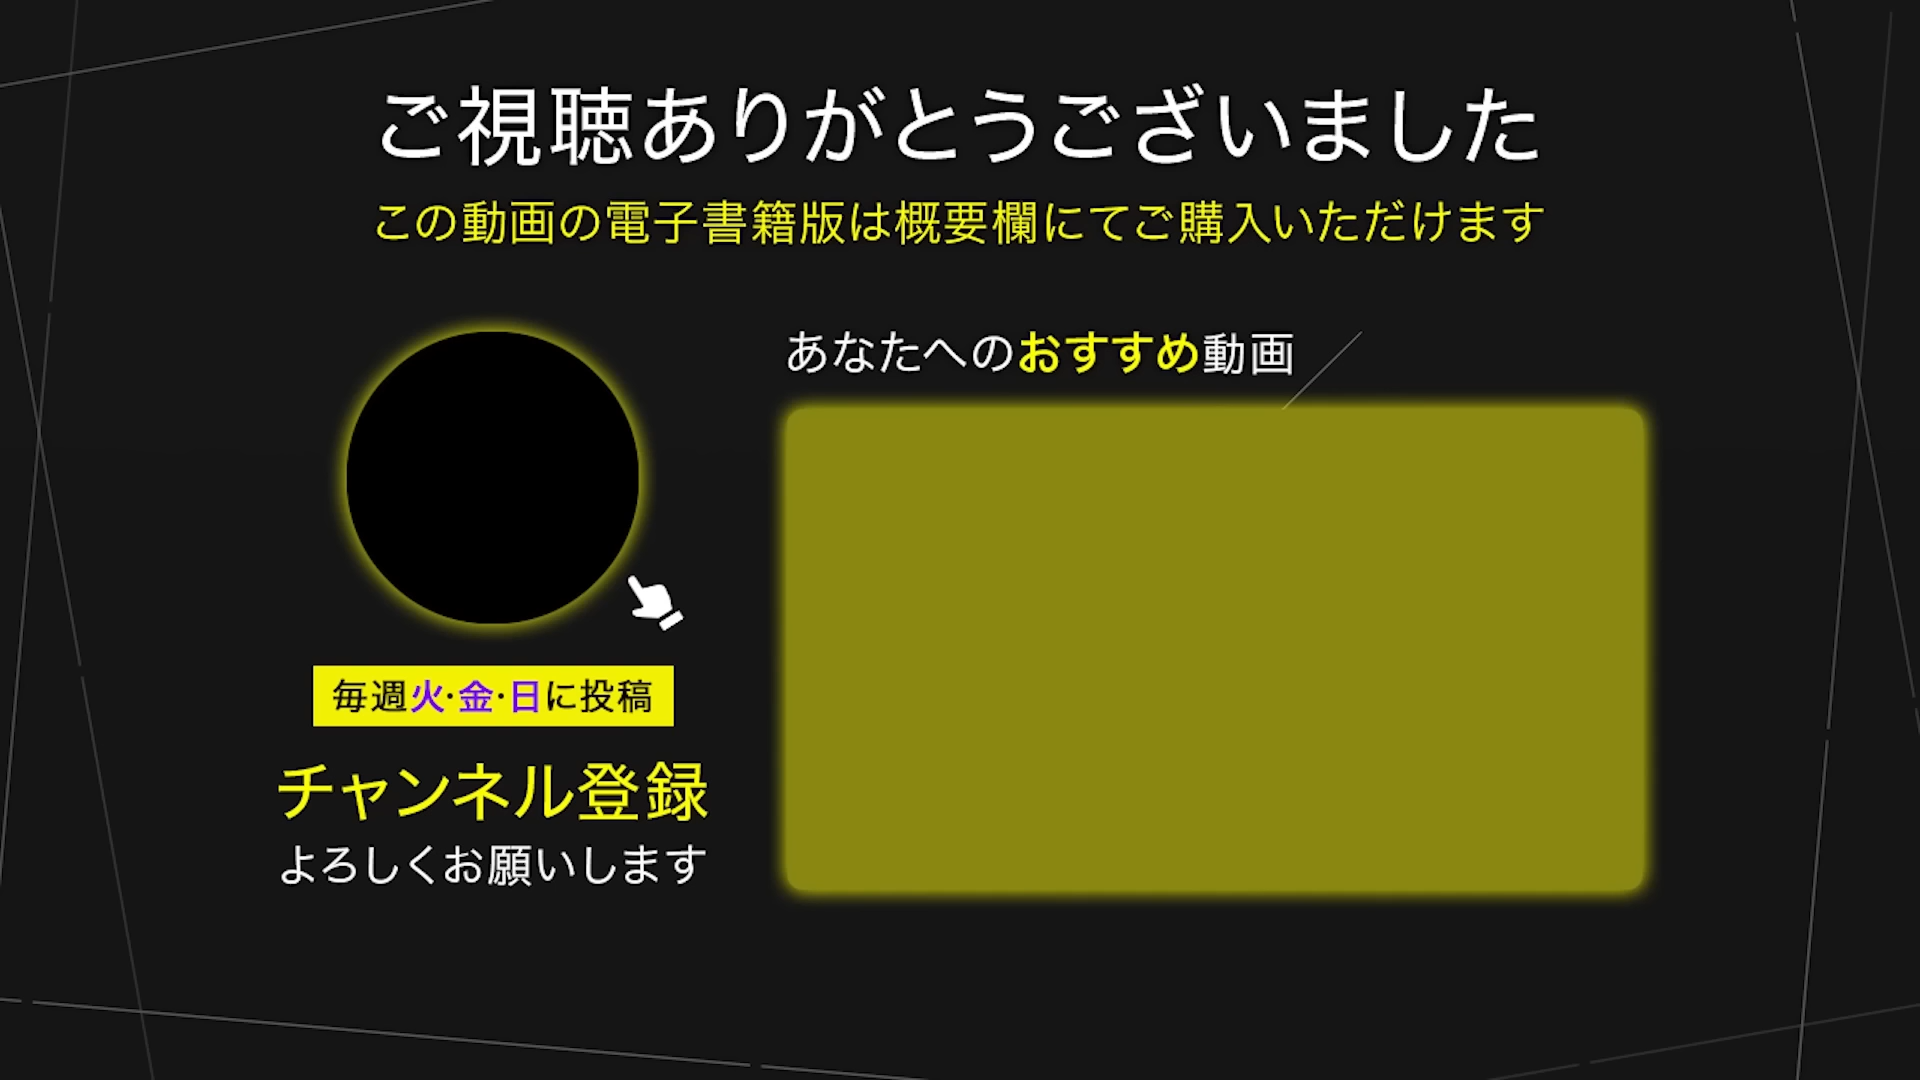 ご視聴ありがとうございました
この動画の電子書籍版は概要欄にてご購入いただけます
あなたへのおすすめ動画
毎週火·金·日に投稿
チャンネル登録
よろしくお願いします